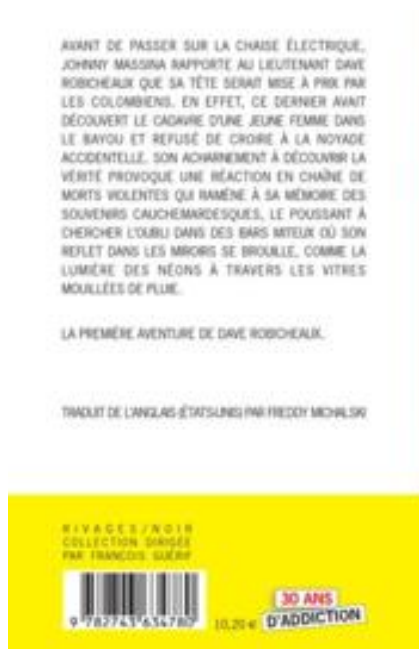 AVANT DE PASSER SUR LA CHAISE ÉLECTRIQUE,
JOHNNY MASSINA RAPPORTE AU LIEUTENANT DAVE
ROBICHEAUX QUE SA TÊTE SERAIT MISE À PRIX PAR
LES COLOMBIENS. EN EFFET, CE DERNIER AVAIT
DÉCOUVERT LE CADAVRE D'UNE JEUNE FEMME DANS
LE BAYOU ET REFUSÉ DE CROIRE À LA NOYADE
ACCIDENTELLE. SON ACHARNEMENT À DÉCOUVRIR LA
VÉRITÉ PROVOQUE UNE RÉACTION EN CHAÎNE DE
MORTS VIOLENTES QUI RAMÈNE À SA MÉMOIRE DES
SOUVENIRS CAUCHEMARDESQUES, LE POUSSANT À
CHERCHER L'OUBLI DANS DES BARS MITEUX OÙ SON
REFLET DANS LES MIROIRS SE BROUILLE, COMME LA
LUMIÈRE DES NÉONS À TRAVERS LES VITRES
MOUILLÉES DE PLUIE.
LA PREMIÈRE AVENTURE DE DAVE ROBICHEAUX.
TRADUIT DE L'ANGLAIS (ÉTATS-UNIS) PAR FREDDY MICHALSKI
RIVAGES/NOIR
COLLECTION DIRIGÉE
PAR FRANÇOIS GUÉRIF
9 782743 634780
10,20 €
30 ANS
D'ADDICTION